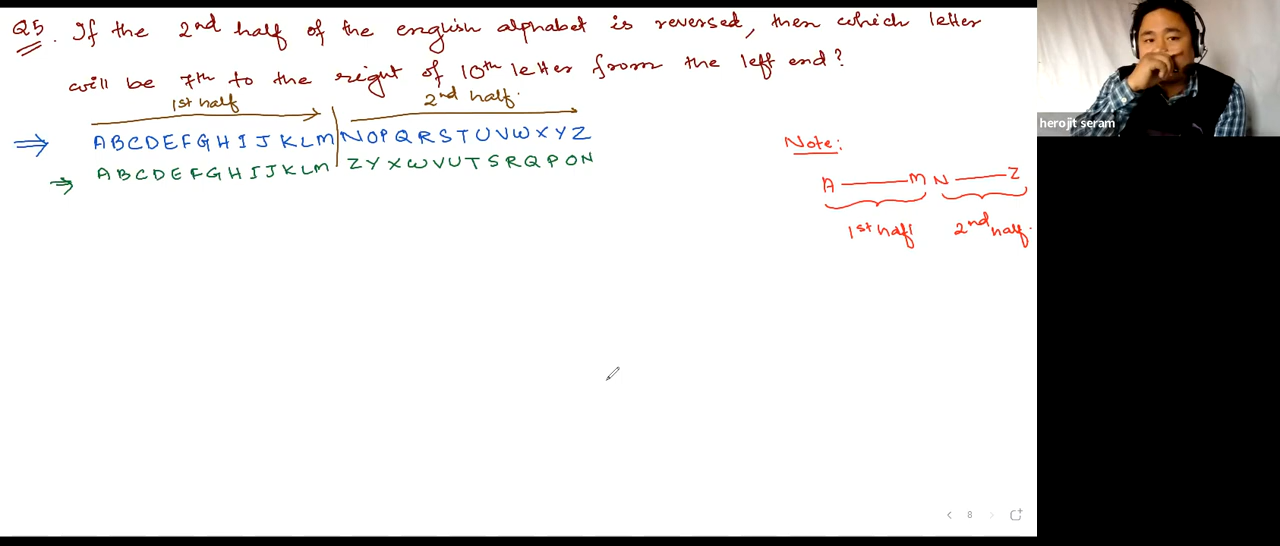 Q5. If the 2nd half of the english alphabet is reversed, then which letter
will be 7th to the right of 10th letter from the left end?
1st half 2nd half.
⇒ ABCDEFGHIJKLM NOPQRSTUVWXYZ
⇒ ABCDEFGHIJKLM ZYXWVUTSRQPON
Note:
A — M N — Z
1st half 2nd half.
herojit seram
8